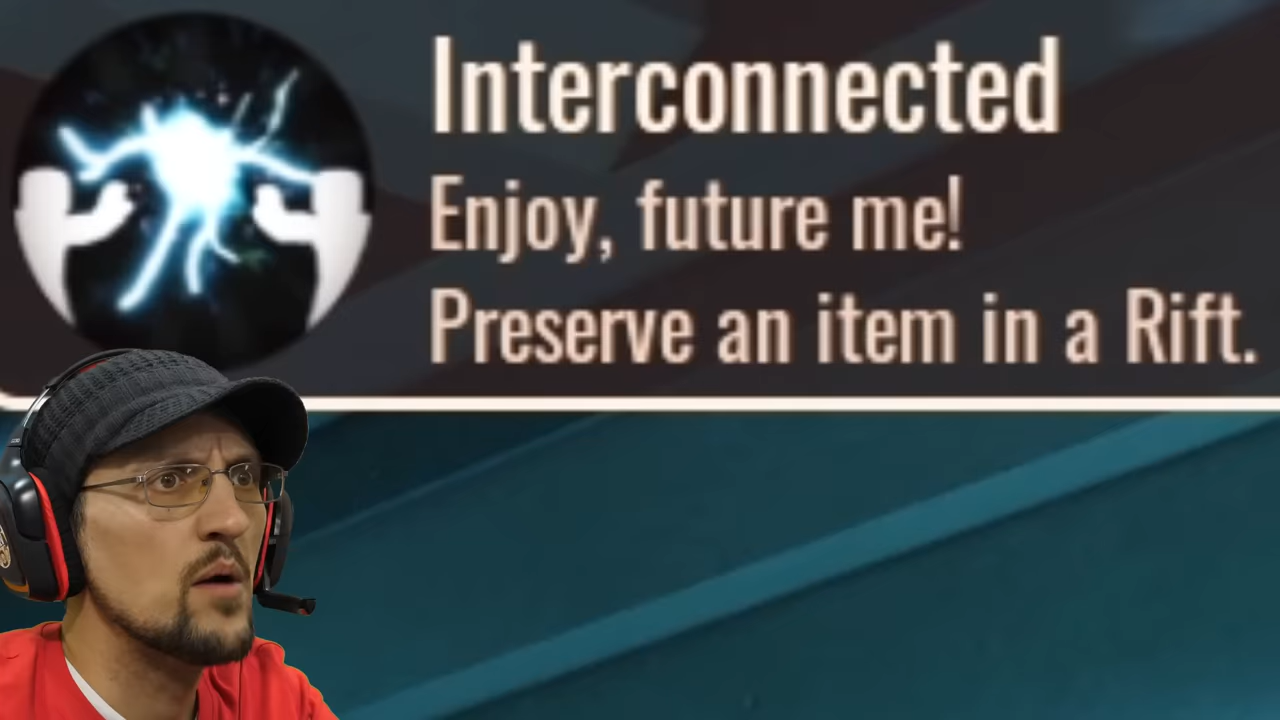 Interconnected
Enjoy, future me!
Preserve an item in a Rift.